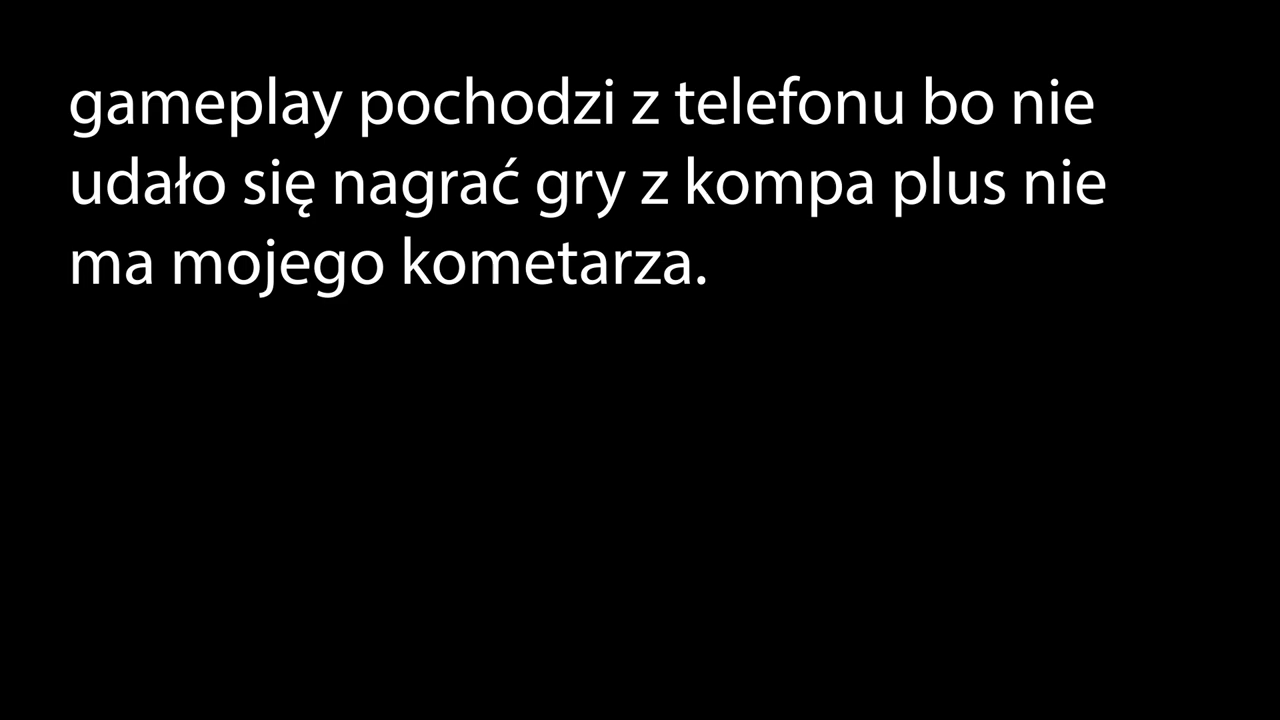 gameplay pochodzi z telefonu bo nie
udało się nagrać gry z kompa plus nie
ma mojego kometarza.